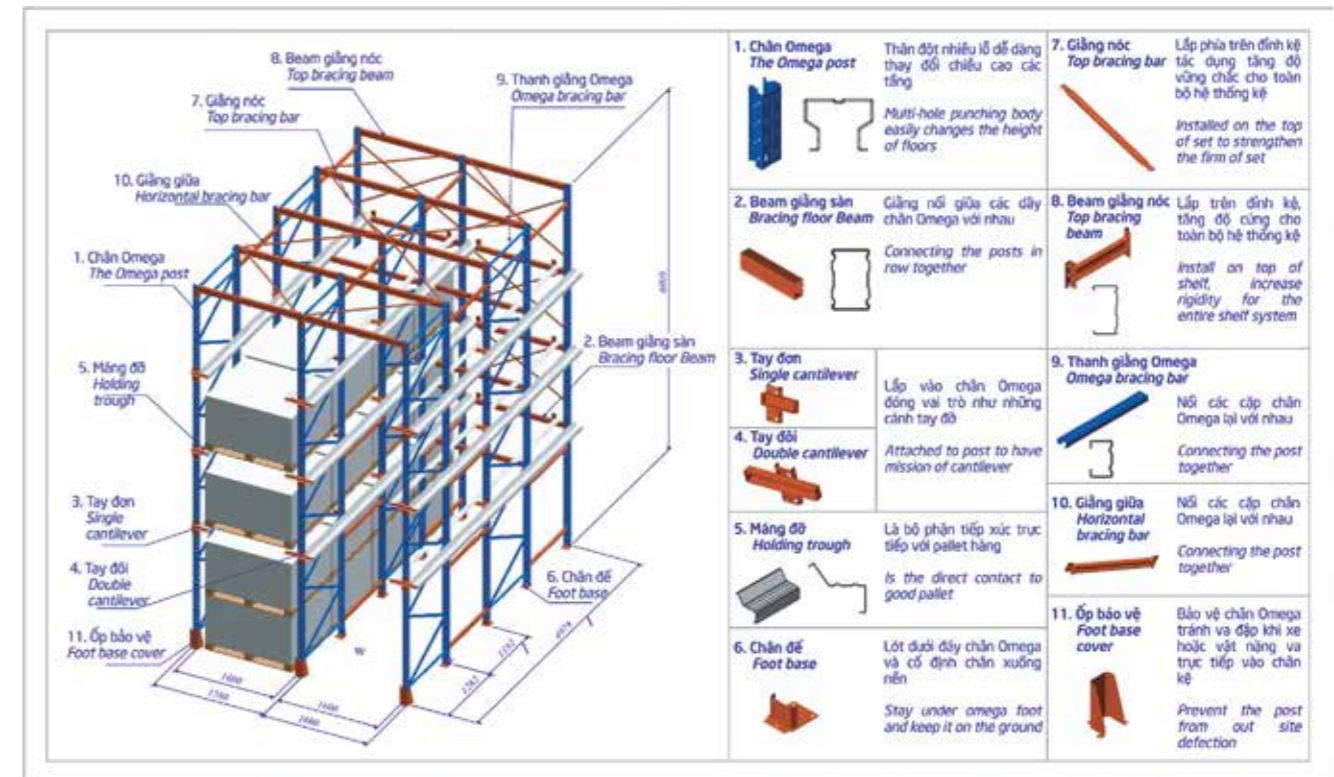 8. Beam giằng nóc
Top bracing beam
7. Giằng nóc
Top bracing bar
9. Thanh giằng Omega
Omega bracing bar
10. Giằng giữa
Horizontal bracing bar
1. Chân Omega
The Omega post
5. Máng đỡ
Holding
trough
3. Tay đơn
Single
cantilever
4. Tay đôi
Double
cantilever
11. Ốp bảo vệ
Foot base cover
2. Beam giằng sàn
Bracing floor Beam
6. Chân đế
Foot base
1600
1760
1600
1660
1. Chân Omega
The Omega post
Thân đột nhiều lỗ dễ dàng
thay đổi chiều cao các
tầng
Multi-hole punching body
easily changes the height
of floors
2. Beam giằng sàn
Bracing floor Beam
Giằng nối giữa các dãy
chân Omega với nhau
Connecting the posts in
row together
3. Tay đơn
Single cantilever
4. Tay đôi
Double cantilever
Lắp vào chân Omega
đóng vai trò như những
cánh tay đỡ
Attached to post to have
mission of cantilever
5. Máng đỡ
Holding trough
Là bộ phận tiếp xúc trực
tiếp với pallet hàng
Is the direct contact to
good pallet
6. Chân đế
Foot base
Lót dưới đáy chân Omega
và cố định chân xuống
nền
Stay under omega foot
and keep it on the ground
7. Giằng nóc
Top bracing bar
Lắp phía trên đỉnh kệ
tác dụng tăng độ
vững chắc cho toàn
bộ hệ thống kệ
Installed on the top
of set to strengthen
the firm of set
8. Beam giằng nóc
Top bracing
beam
Lắp trên đỉnh kệ,
tăng độ cứng cho
toàn bộ hệ thống kệ
Install on top of
shelf, increase
rigidity for the
entire shelf system
9. Thanh giằng Omega
Omega bracing bar
Nối các cặp chân
Omega lại với nhau
Connecting the post
together
10. Giằng giữa
Horizontal
bracing bar
Nối các cặp chân
Omega lại với nhau
Connecting the post
together
11. Ốp bảo vệ
Foot base
cover
Bảo vệ chân Omega
tránh va đập khi xe
hoặc vật nặng va
trực tiếp vào chân
kệ
Prevent the post
from out site
defection